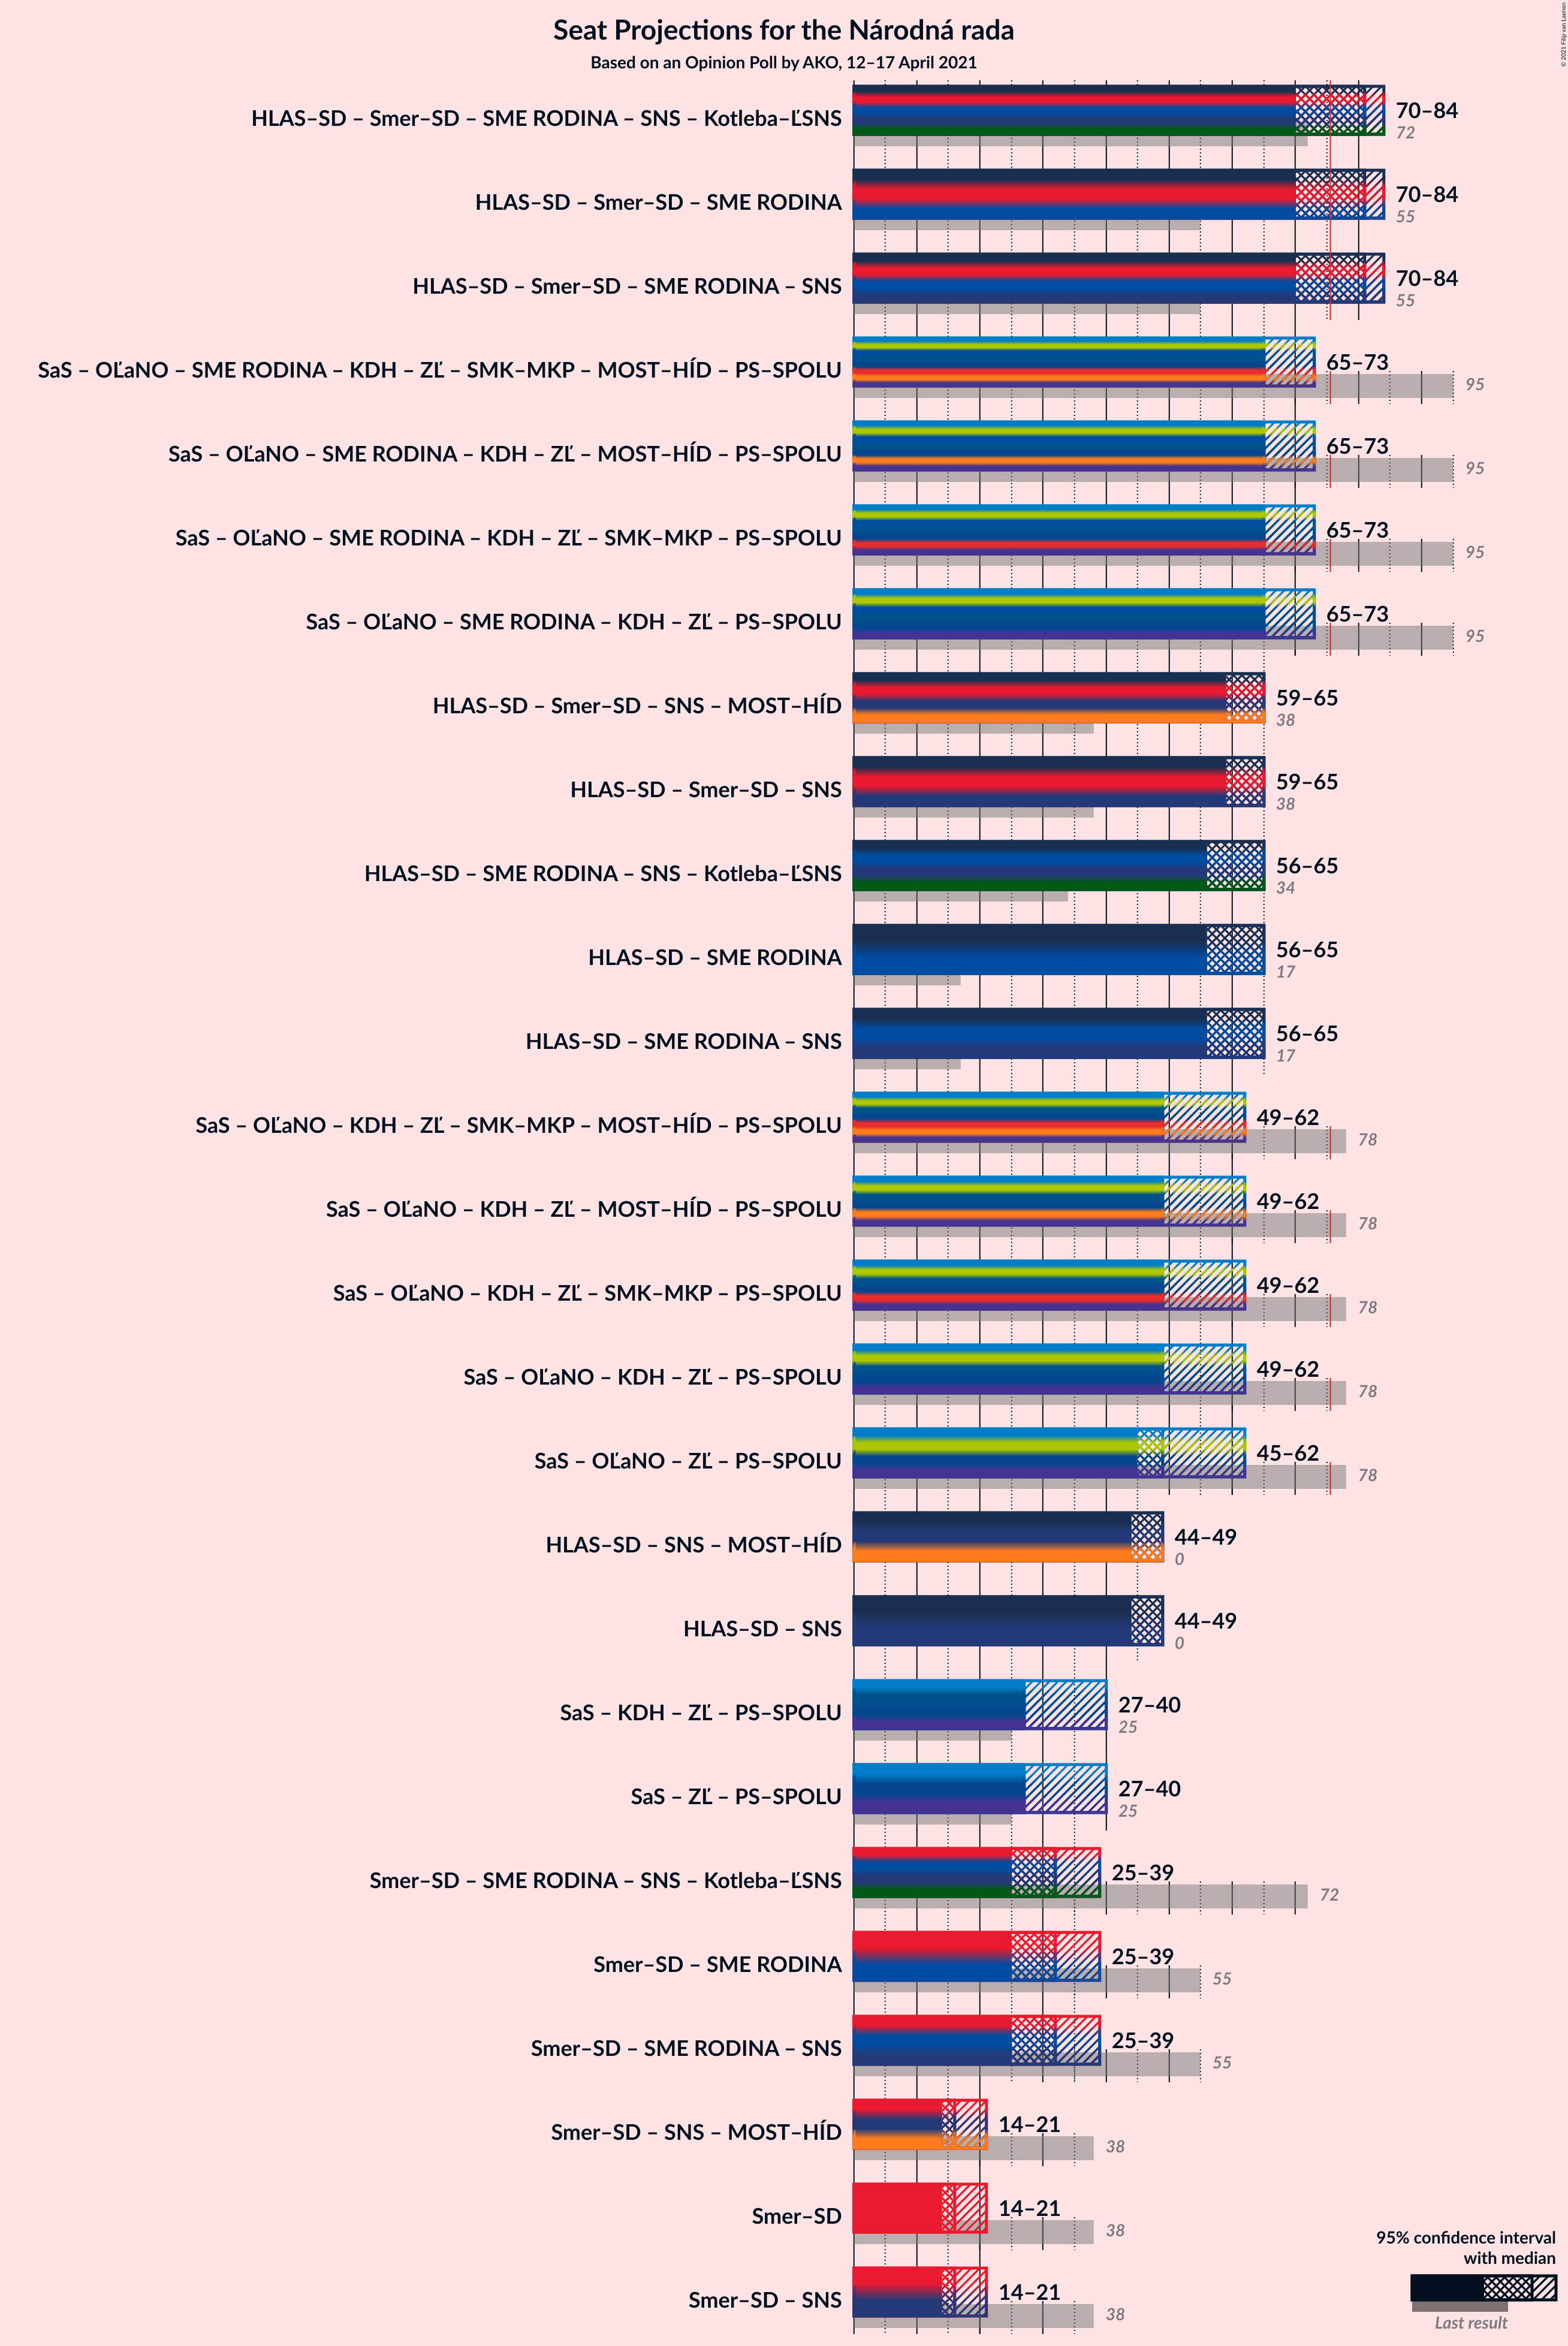 Seat Projections for the Národná rada
Based on an Opinion Poll by AKO, 12–17 April 2021
© 2021 Filip van Laenen
HLAS–SD – Smer–SD – SME RODINA – SNS – Kotleba–ĽSNS
70–84
72
HLAS–SD – Smer–SD – SME RODINA
70–84
55
HLAS–SD – Smer–SD – SME RODINA – SNS
70–84
55
SaS – OĽaNO – SME RODINA – KDH – ZĽ – SMK–MKP – MOST–HÍD – PS–SPOLU
65–73
95
SaS – OĽaNO – SME RODINA – KDH – ZĽ – MOST–HÍD – PS–SPOLU
65–73
95
SaS – OĽaNO – SME RODINA – KDH – ZĽ – SMK–MKP – PS–SPOLU
65–73
95
SaS – OĽaNO – SME RODINA – KDH – ZĽ – PS–SPOLU
65–73
95
HLAS–SD – Smer–SD – SNS – MOST–HÍD
59–65
38
HLAS–SD – Smer–SD – SNS
59–65
38
HLAS–SD – SME RODINA – SNS – Kotleba–ĽSNS
56–65
34
HLAS–SD – SME RODINA
56–65
17
HLAS–SD – SME RODINA – SNS
56–65
17
SaS – OĽaNO – KDH – ZĽ – SMK–MKP – MOST–HÍD – PS–SPOLU
49–62
78
SaS – OĽaNO – KDH – ZĽ – MOST–HÍD – PS–SPOLU
49–62
78
SaS – OĽaNO – KDH – ZĽ – SMK–MKP – PS–SPOLU
49–62
78
SaS – OĽaNO – KDH – ZĽ – PS–SPOLU
49–62
78
SaS – OĽaNO – ZĽ – PS–SPOLU
45–62
78
HLAS–SD – SNS – MOST–HÍD
44–49
0
HLAS–SD – SNS
44–49
0
SaS – KDH – ZĽ – PS–SPOLU
27–40
25
SaS – ZĽ – PS–SPOLU
27–40
25
Smer–SD – SME RODINA – SNS – Kotleba–ĽSNS
25–39
72
Smer–SD – SME RODINA
25–39
55
Smer–SD – SME RODINA – SNS
25–39
55
Smer–SD – SNS – MOST–HÍD
14–21
38
Smer–SD
14–21
38
Smer–SD – SNS
14–21
38
95% confidence interval
with median
Last result